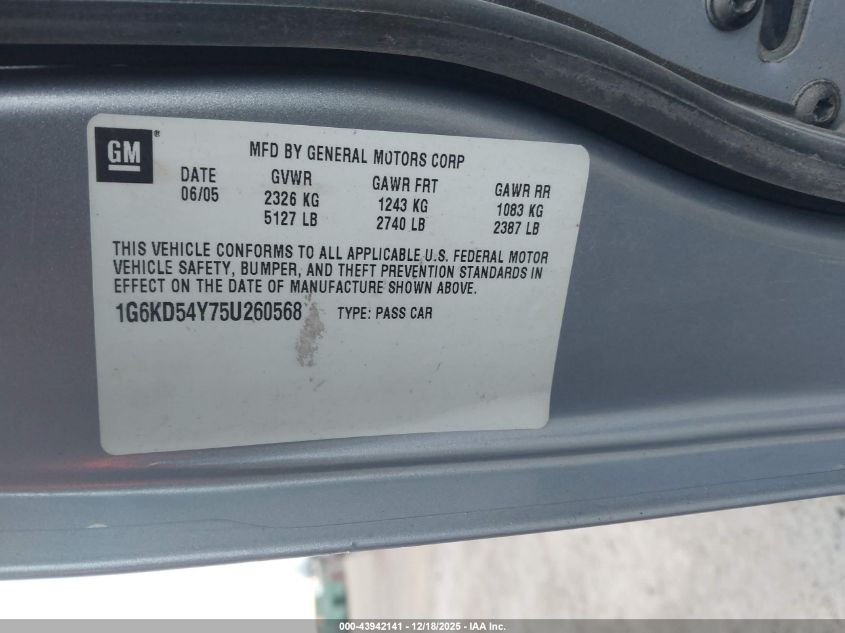 GM ®
MFD BY GENERAL MOTORS CORP
DATE GVWR GAWR FRT GAWR RR
06/05 2326 KG 1243 KG 1083 KG
5127 LB 2740 LB 2387 LB
THIS VEHICLE CONFORMS TO ALL APPLICABLE U.S. FEDERAL MOTOR
VEHICLE SAFETY, BUMPER, AND THEFT PREVENTION STANDARDS IN
EFFECT ON THE DATE OF MANUFACTURE SHOWN ABOVE.
1G6KD54Y75U260568 TYPE: PASS CAR
000-43942141 - 12/18/2025 - IAA Inc.